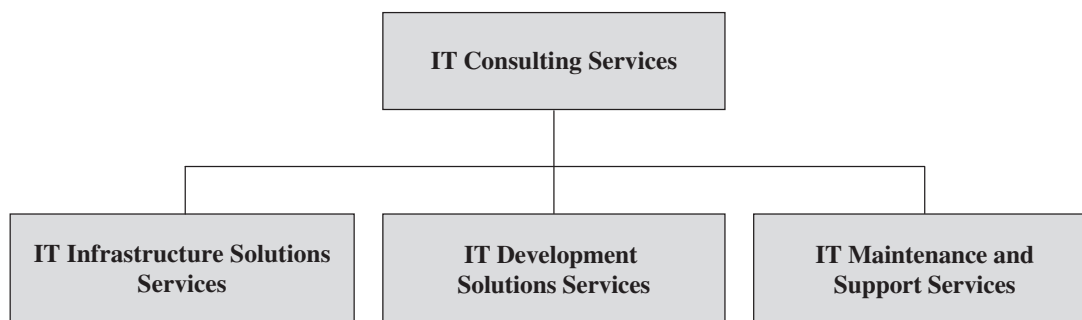 IT Consulting Services
IT Infrastructure Solutions
Services
IT Development
Solutions Services
IT Maintenance and
Support Services